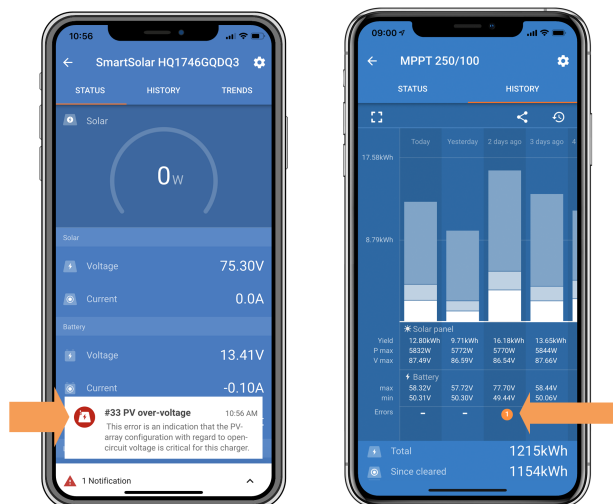 10:56
SmartSolar HQ1746GQDQ3
STATUS HISTORY TRENDS
Solar
0W
Solar
Voltage 75.30V
Current 0.0A
Battery
Voltage 13.41V
Current -0.10A
#33 PV over-voltage 10:56 AM
This error is an indication that the PV-
array configuration with regard to open-
circuit voltage is critical for this charger.
1 Notification
09:00
MPPT 250/100
STATUS HISTORY
Today Yesterday 2 days ago 3 days ago 4
17.58kWh
8.79kWh
Solar panel
Yield 12.80kWh 9.71kWh 16.18kWh 13.65kWh
P max 5832W 5772W 5770W 5844W
V max 87.49V 86.59V 86.54V 87.66V
Battery
max 58.32V 57.72V 77.70V 58.44V
min 50.31V 50.30V 49.44V 50.06V
Errors - - 1
Total 1215kWh
Since cleared 1154kWh